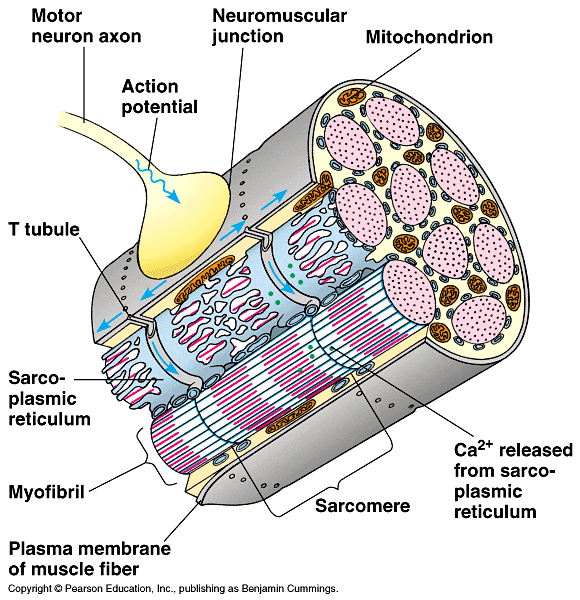 Motor
neuron axon
Neuromuscular
junction
Mitochondrion
Action
potential
T tubule
Sarco-
plasmic
reticulum
Myofibril
Sarcomere
Ca2+ released
from sarco-
plasmic
reticulum
Plasma membrane
of muscle fiber
Copyright © Pearson Education, Inc., publishing as Benjamin Cummings.